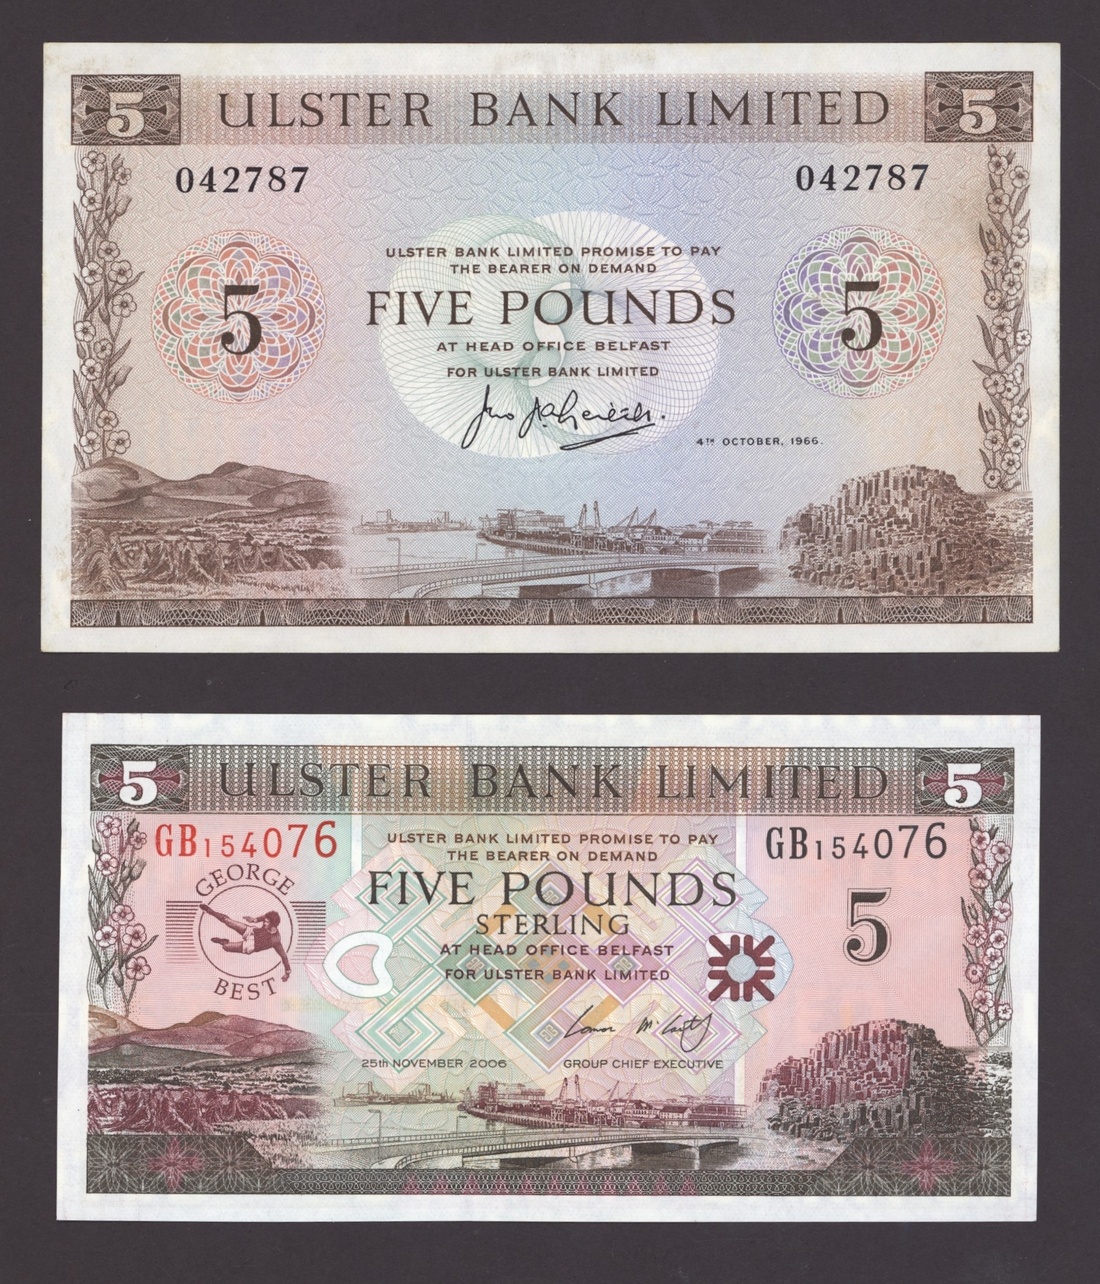 5 ULSTER BANK LIMITED 5
042787 042787
ULSTER BANK LIMITED PROMISE TO PAY
THE BEARER ON DEMAND
5 FIVE POUNDS 5
AT HEAD OFFICE BELFAST
FOR ULSTER BANK LIMITED
4TH OCTOBER, 1966.
5 ULSTER BANK LIMITED 5
GB154076 GB154076
ULSTER BANK LIMITED PROMISE TO PAY
THE BEARER ON DEMAND
GEORGE
BEST
FIVE POUNDS
STERLING
5
AT HEAD OFFICE BELFAST
FOR ULSTER BANK LIMITED
25th NOVEMBER 2006 GROUP CHIEF EXECUTIVE